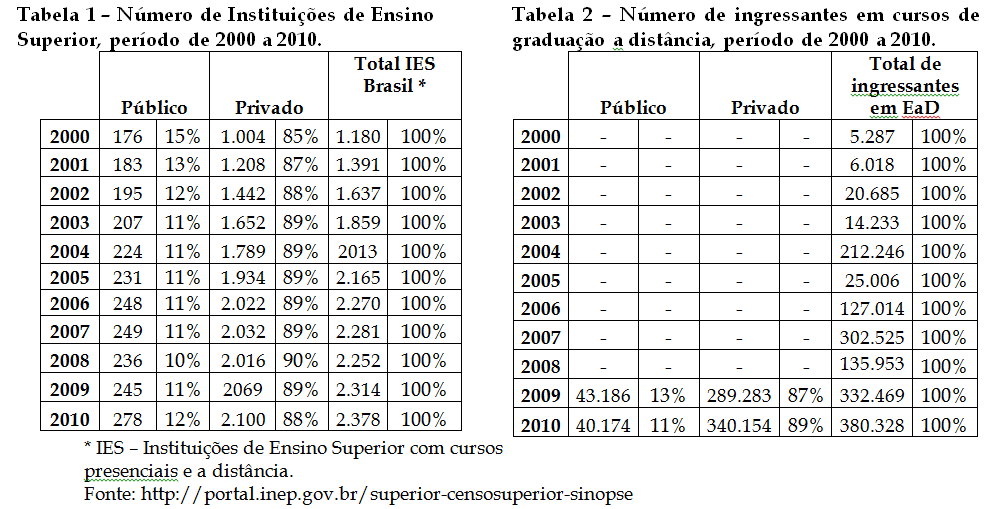 Tabela 1 – Número de Instituições de Ensino
Superior, período de 2000 a 2010.
Público Privado Total IES Brasil *
2000 176 15% 1.004 85% 1.180 100%
2001 183 13% 1.208 87% 1.391 100%
2002 195 12% 1.442 88% 1.637 100%
2003 207 11% 1.652 89% 1.859 100%
2004 224 11% 1.789 89% 2013 100%
2005 231 11% 1.934 89% 2.165 100%
2006 248 11% 2.022 89% 2.270 100%
2007 249 11% 2.032 89% 2.281 100%
2008 236 10% 2.016 90% 2.252 100%
2009 245 11% 2069 89% 2.314 100%
2010 278 12% 2.100 88% 2.378 100%
* IES – Instituições de Ensino Superior com cursos
presenciais e a distância.
Fonte: http://portal.inep.gov.br/superior-censosuperior-sinopse
Tabela 2 – Número de ingressantes em cursos de
graduação a distância, período de 2000 a 2010.
Público Privado Total de ingressantes em EaD
2000 – – – – 5.287 100%
2001 – – – – 6.018 100%
2002 – – – – 20.685 100%
2003 – – – – 14.233 100%
2004 – – – – 212.246 100%
2005 – – – – 25.006 100%
2006 – – – – 127.014 100%
2007 – – – – 302.525 100%
2008 – – – – 135.953 100%
2009 43.186 13% 289.283 87% 332.469 100%
2010 40.174 11% 340.154 89% 380.328 100%